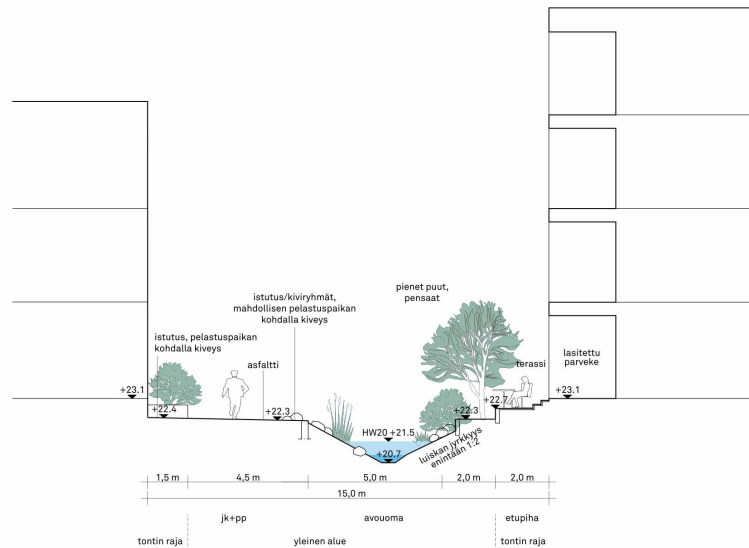 pienet puut,
pensaat
istutus/kiviryhmät,
mahdollisen pelastuspaikan
kohdalla kiveys
istutus, pelastuspaikan
kohdalla kiveys
asfaltti
terassi
lasitettu
parveke
+23.1
+22.4
+22.3
HW20 +21.5
+20.7
+22.3
+22.7
+23.1
luiskan jyrkkyys
enintään 1:2
1,5 m
4,5 m
5,0 m
2,0 m
2,0 m
15,0 m
jk+pp
avouoma
etupiha
tontin raja
yleinen alue
tontin raja